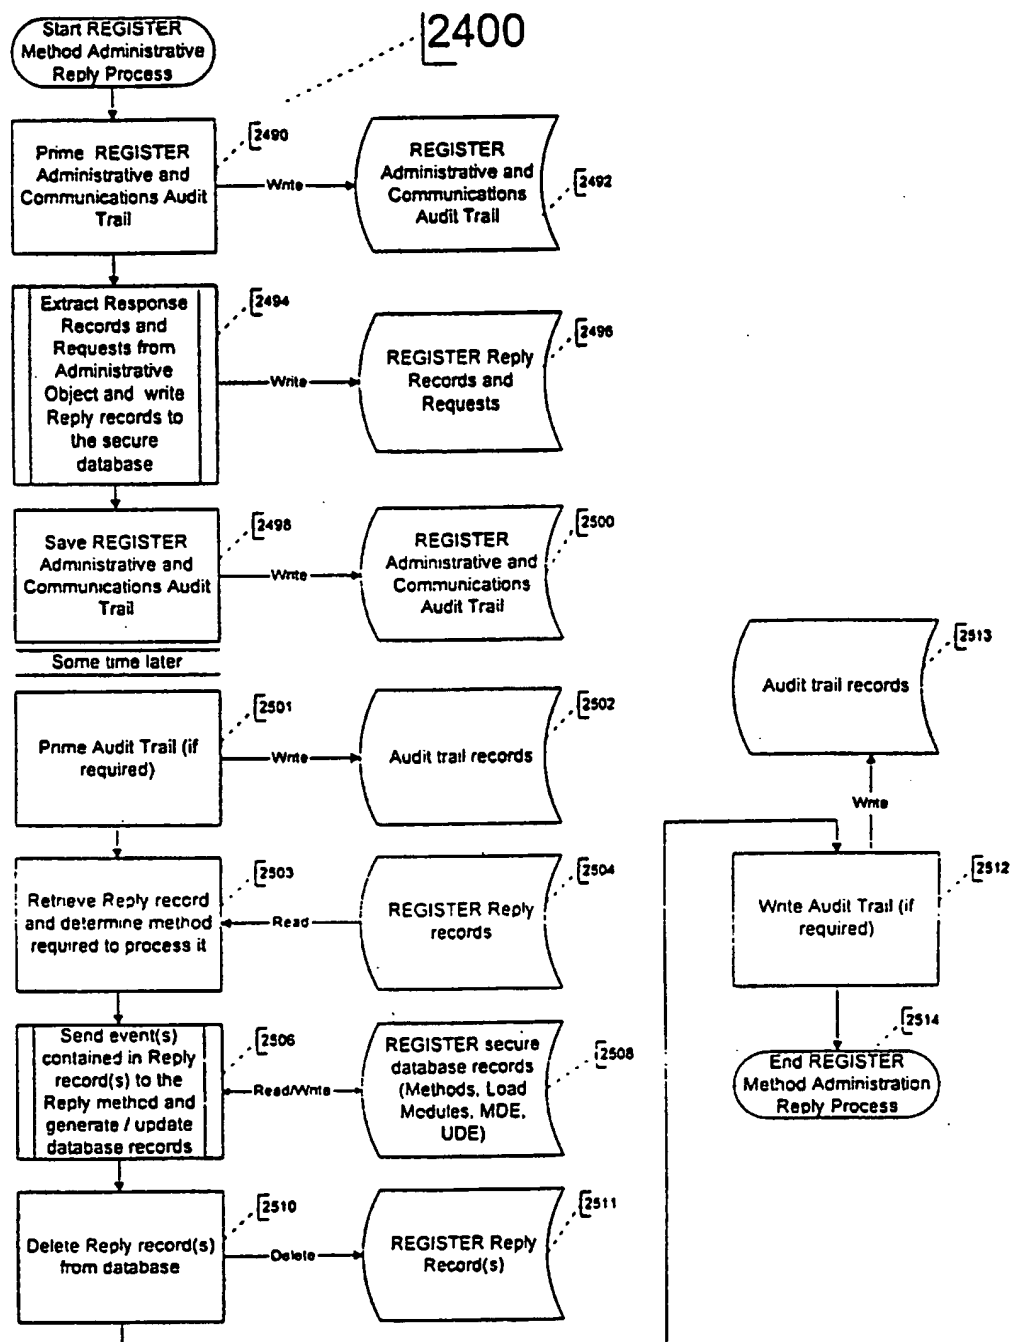 2400
Start REGISTER
Method Administrative
Reply Process
2490
Prime REGISTER
Administrative and
Communications Audit
Trail
Write
REGISTER
Administrative and
Communications
Audit Trail
2492
Extract Response
Records and
Requests from
Administrative
Object and write
Reply records to
the secure
database
2494
Write
REGISTER Reply
Records and
Requests
2496
Save REGISTER
Administrative and
Communications Audit
Trail
2498
Write
REGISTER
Administrative and
Communications
Audit Trail
2500
Some time later
Prime Audit Trail (if
required)
2501
Write
Audit trail records
2502
Retrieve Reply record
and determine method
required to process it
2503
Read
REGISTER Reply
records
2504
Send event(s)
contained in Reply
record(s) to the
Reply method and
generate / update
database records
2506
Read/Write
REGISTER secure
database records
(Methods, Load
Modules, MDE,
UDE)
2508
Delete Reply record(s)
from database
2510
Delete
REGISTER Reply
Record(s)
2511
Audit trail records
2513
Write
Write Audit Trail (if
required)
2512
2514
End REGISTER
Method Administration
Reply Process